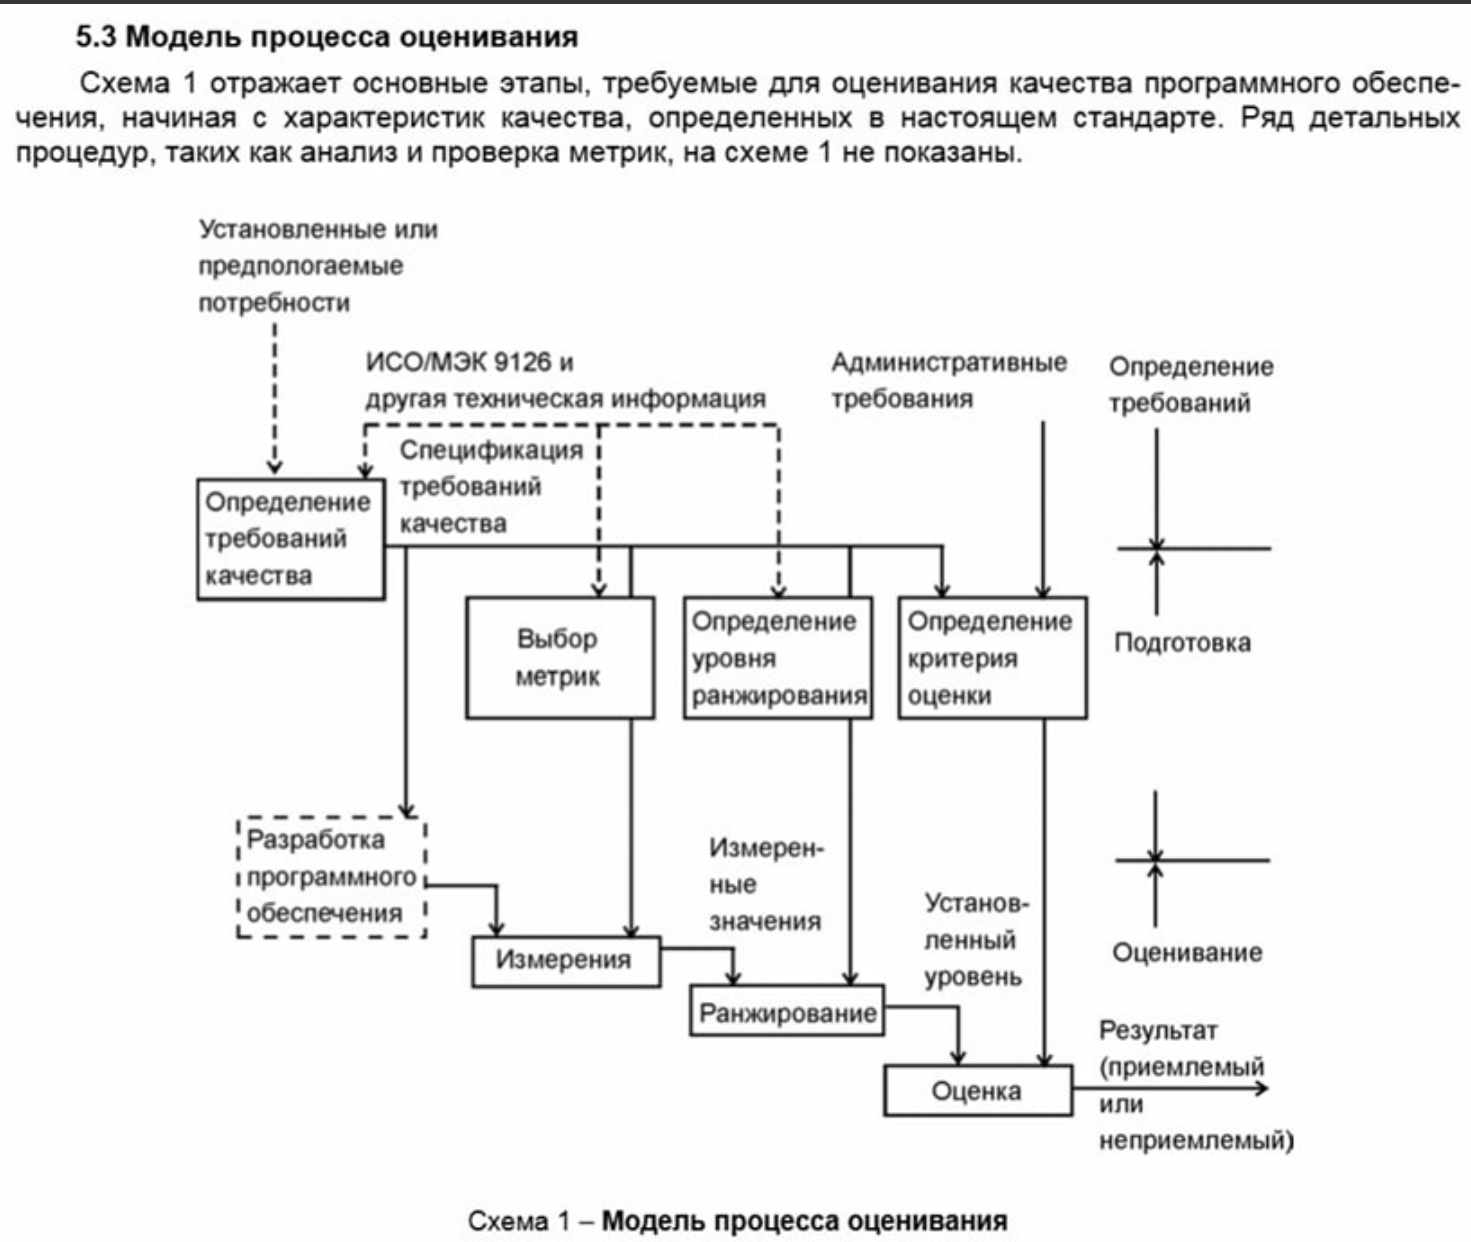 5.3 Модель процесса оценивания
Схема 1 отражает основные этапы, требуемые для оценивания качества программного обеспе-
чения, начиная с характеристик качества, определенных в настоящем стандарте. Ряд детальных
процедур, таких как анализ и проверка метрик, на схеме 1 не показаны.
Установленные или
предпологаемые
потребности
ИСО/МЭК 9126 и
другая техническая информация
Административные
требования
Определение
требований
Спецификация
требований
качества
Определение
требований
качества
Выбор
метрик
Определение
уровня
ранжирования
Определение
критерия
оценки
Подготовка
Разработка
программного
обеспечения
Измерен-
ные
значения
Установ-
ленный
уровень
Оценивание
Измерения
Ранжирование
Оценка
Результат
(приемлемый
или
неприемлемый)
Схема 1 – Модель процесса оценивания